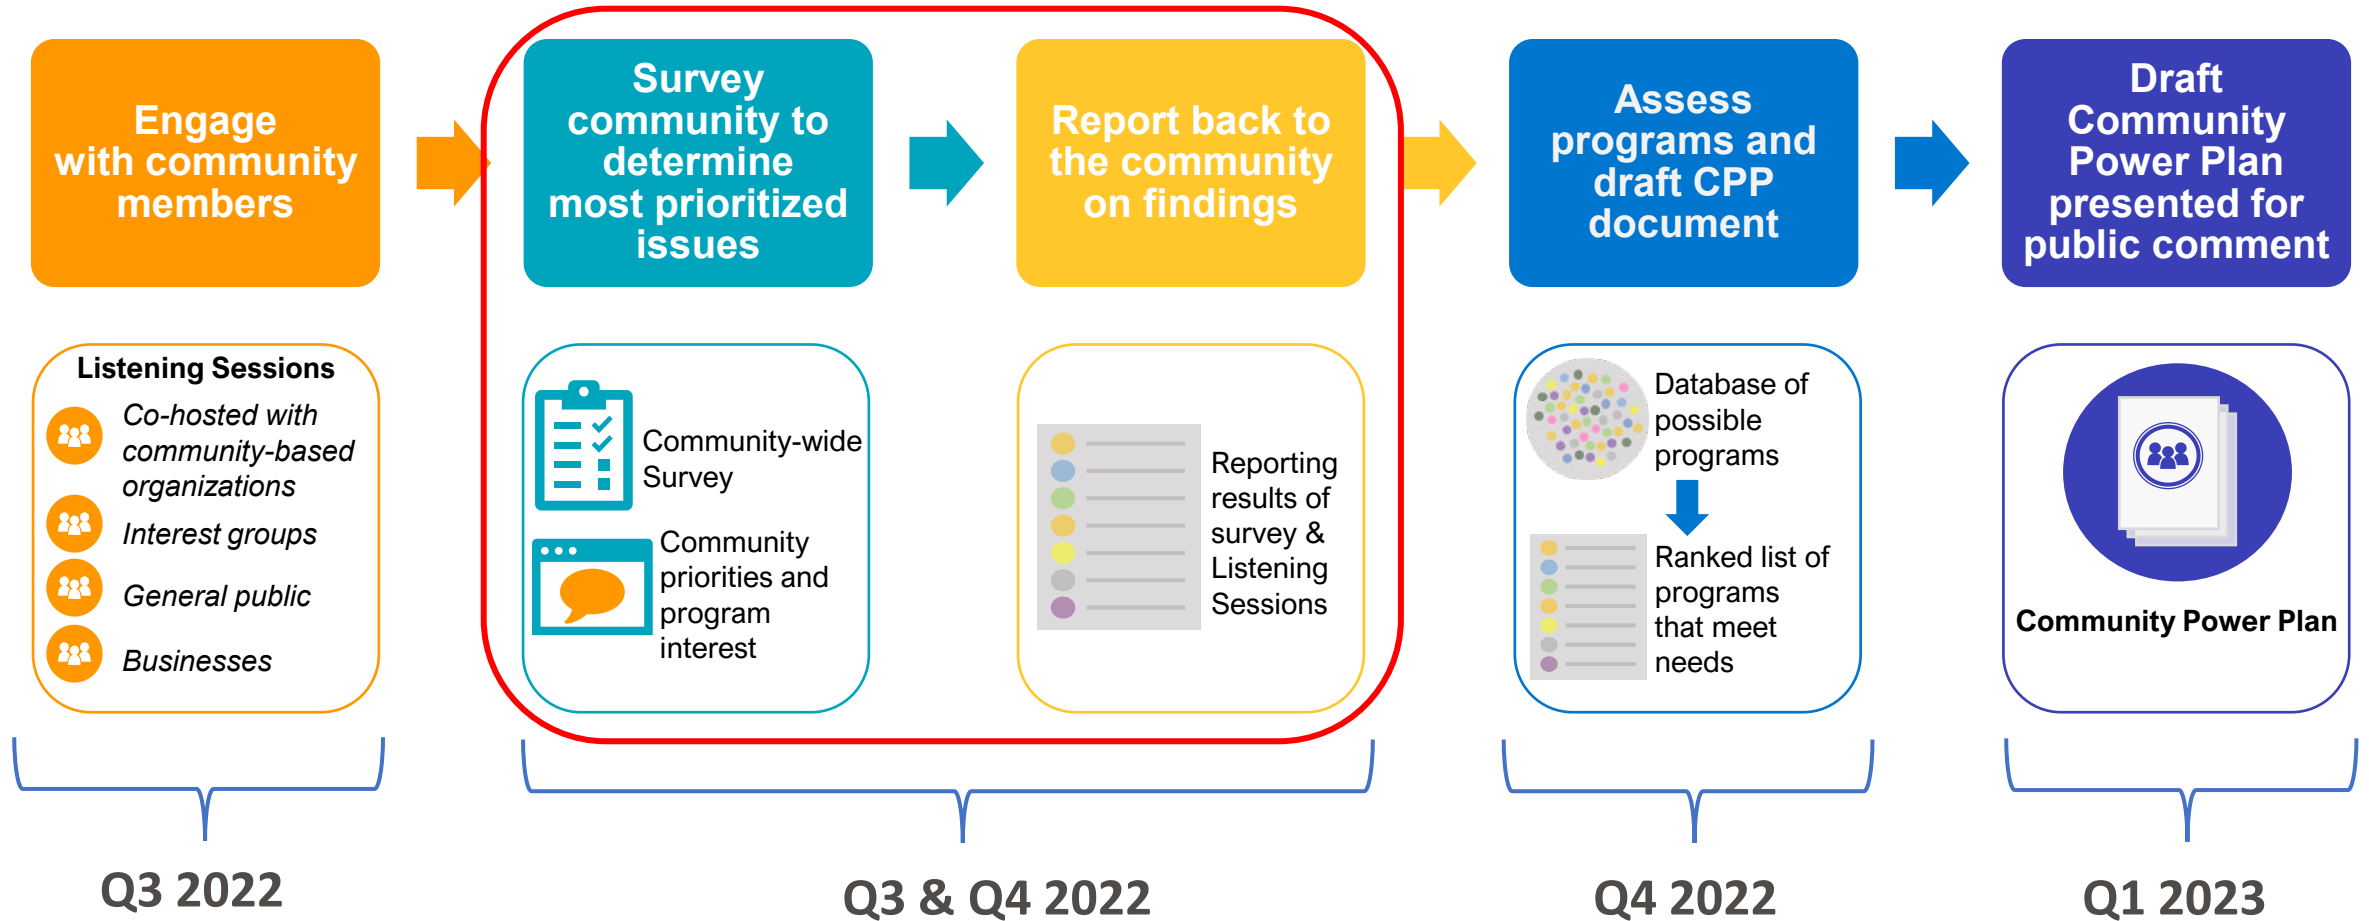 Engage
with community
members
Survey
community to
determine
most prioritized
issues
Report back to
the community
on findings
Assess
programs and
draft CPP
document
Draft
Community
Power Plan
presented for
public comment
Listening Sessions
Co-hosted with
community-based
organizations
Interest groups
General public
Businesses
Community-wide
Survey
Community
priorities and
program
interest
Reporting
results of
survey &
Listening
Sessions
Database of
possible
programs
Ranked list of
programs
that meet
needs
Community Power Plan
Q3 2022
Q3 & Q4 2022
Q4 2022
Q1 2023